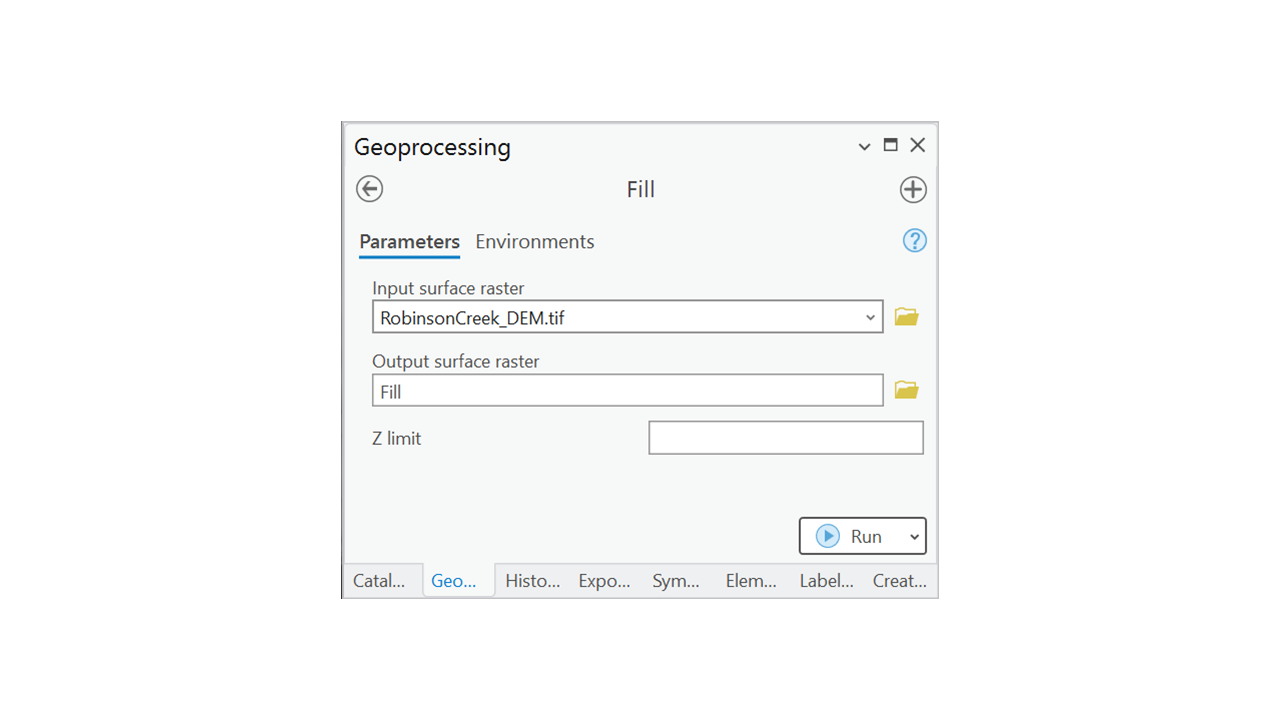 Geoprocessing
Fill
Parameters Environments
Input surface raster
RobinsonCreek_DEM.tif
Output surface raster
Fill
Z limit
Run
Catal... Geo... Histo... Expo... Sym... Elem... Label... Creat...